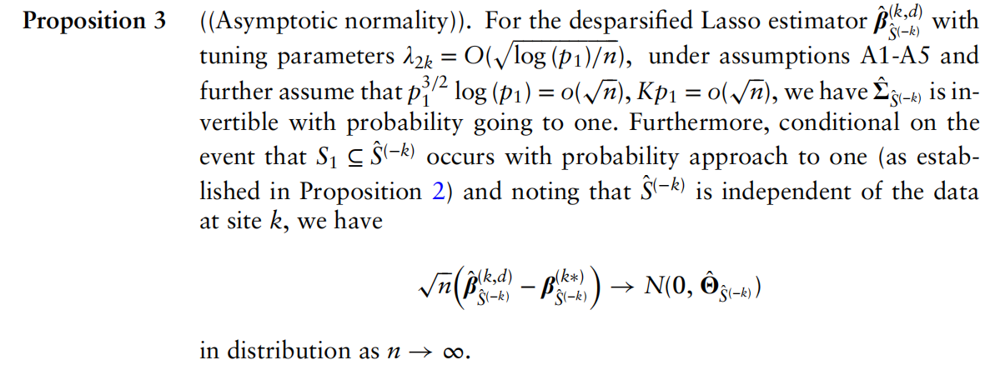 Proposition 3 ((Asymptotic normality)). For the desparsified Lasso estimator $\hat{\boldsymbol{\beta}}^{(k,d)}_{\hat{S}^{(-k)}}$ with
tuning parameters $\lambda_{2k} = O(\sqrt{\log(p_1)/n})$, under assumptions A1-A5 and
further assume that $p_1^{3/2} \log(p_1) = o(\sqrt{n})$, $Kp_1 = o(\sqrt{n})$, we have $\hat{\boldsymbol{\Sigma}}_{\hat{S}^{(-k)}}$ is in-
vertible with probability going to one. Furthermore, conditional on the
event that $S_1 \subseteq \hat{S}^{(-k)}$ occurs with probability approach to one (as estab-
lished in Proposition 2) and noting that $\hat{S}^{(-k)}$ is independent of the data
at site $k$, we have
$\sqrt{n}\left(\hat{\boldsymbol{\beta}}^{(k,d)}_{\hat{S}^{(-k)}} - \boldsymbol{\beta}^{(k*)}_{\hat{S}^{(-k)}}\right) \rightarrow N(\mathbf{0}, \hat{\boldsymbol{\Theta}}_{\hat{S}^{(-k)}})$
in distribution as $n \rightarrow \infty$.